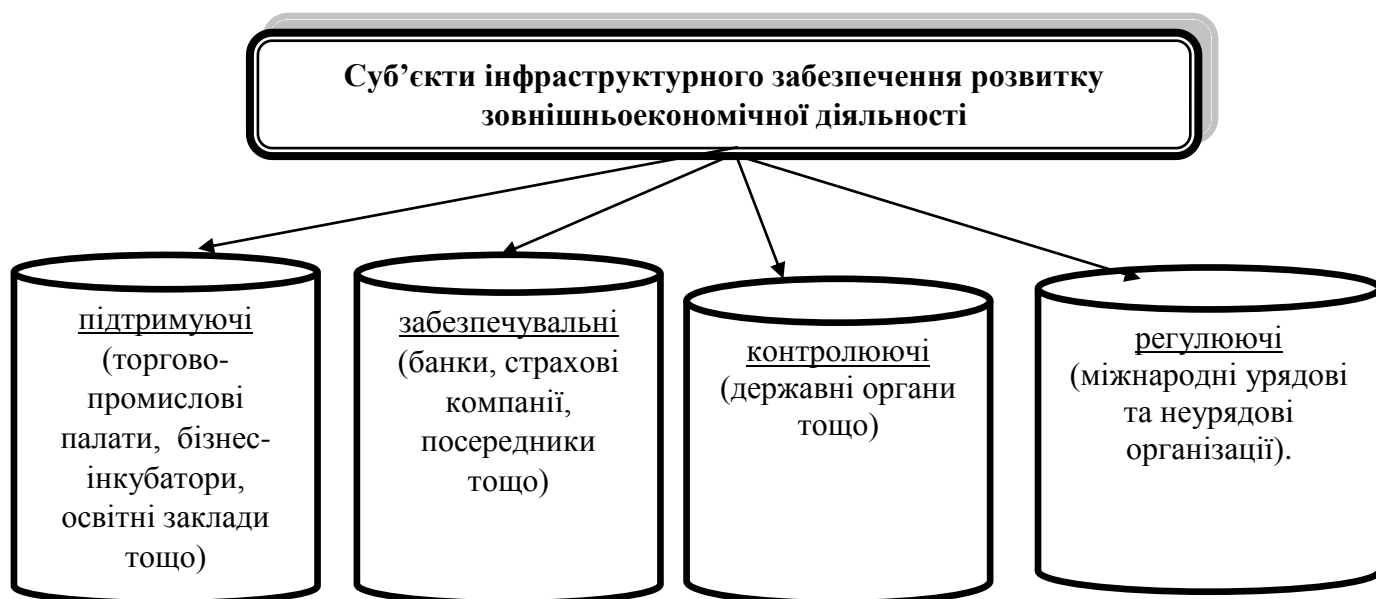 Суб’єкти інфраструктурного забезпечення розвитку
зовнішньоекономічної діяльності
підтримуючі
(торгово-
промислові
палати, бізнес-
інкубатори,
освітні заклади
тощо)
забезпечувальні
(банки, страхові
компанії,
посередники
тощо)
контролюючі
(державні органи
тощо)
регулюючі
(міжнародні урядові
та неурядові
організації).